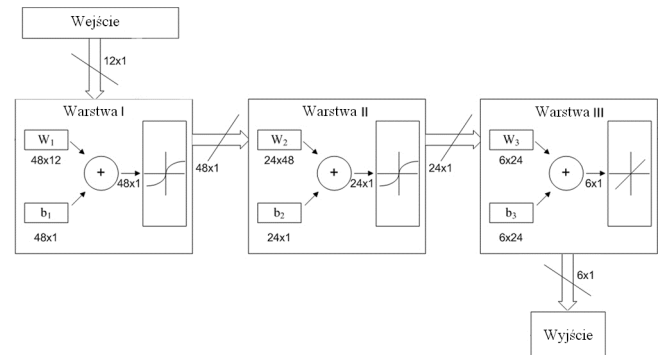 Wejście
12x1
Warstwa I
W1
48x12
+
48x1
b1
48x1
48x1
Warstwa II
W2
24x48
+
24x1
b2
24x1
24x1
Warstwa III
W3
6x24
+
6x1
b3
6x24
6x1
Wyjście